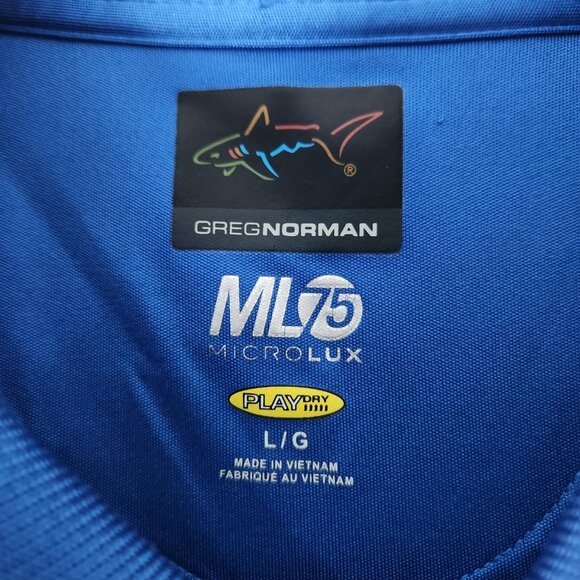 ®
GREGNORMAN
ML75
MICROLUX
PLAYDRY
L/G
MADE IN VIETNAM
FABRIQUÉ AU VIETNAM